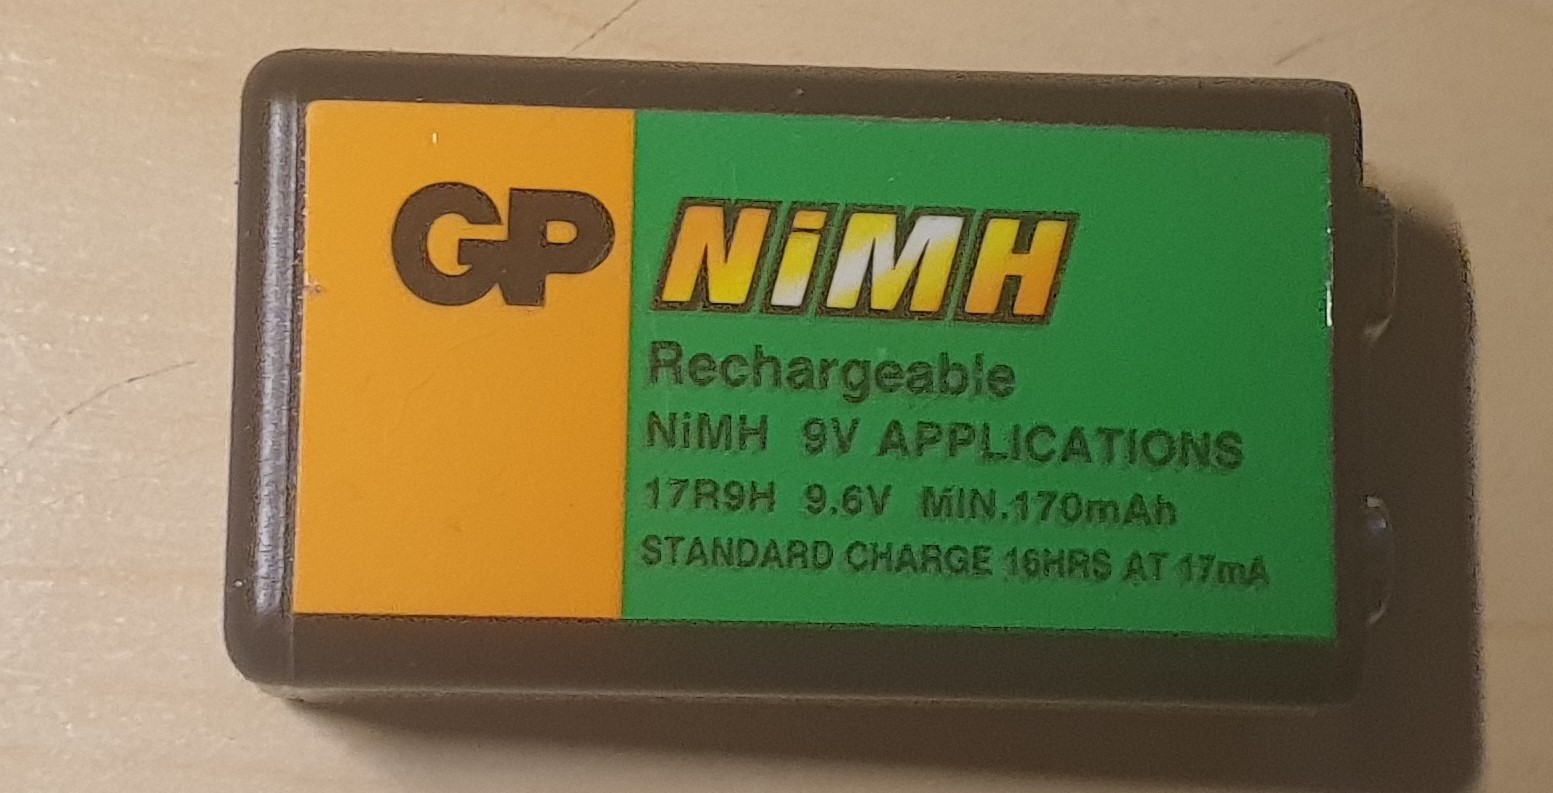 GP NiMH
Rechargeable
NiMH 9V APPLICATIONS
17R9H 9.6V MIN.170mAh
STANDARD CHARGE 16HRS AT 17mA